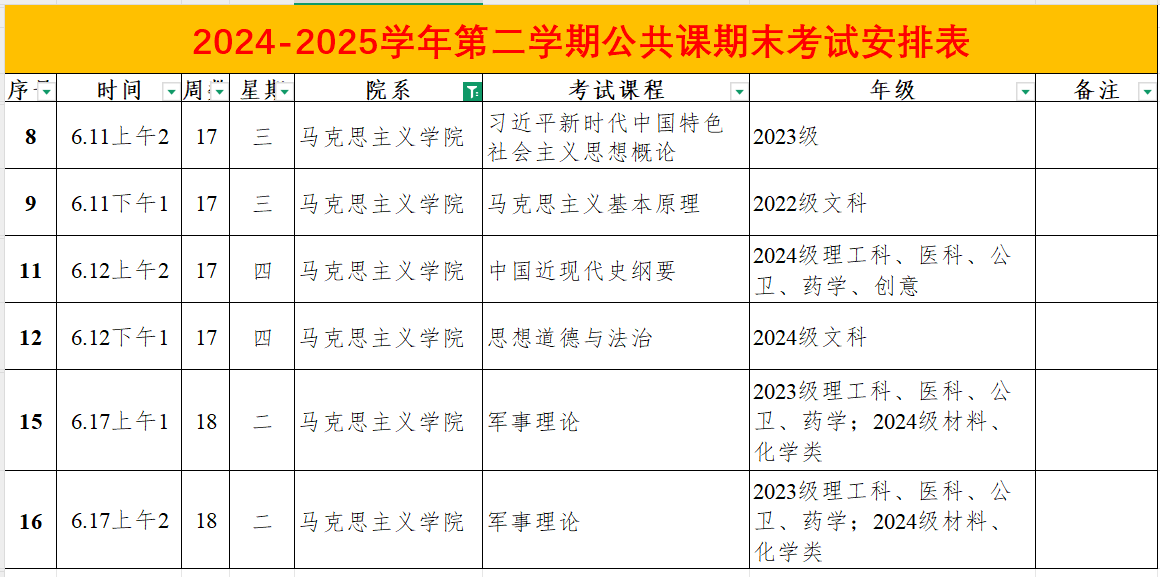 2024-2025学年第二学期公共课期末考试安排表
序 时间 周 星期 院系 考试课程 年级 备注
8 6.11上午2 17 三 马克思主义学院 习近平新时代中国特色
社会主义思想概论 2023级
9 6.11下午1 17 三 马克思主义学院 马克思主义基本原理 2022级文科
11 6.12上午2 17 四 马克思主义学院 中国近现代史纲要 2024级理工科、医科、公
卫、药学、创意
12 6.12下午1 17 四 马克思主义学院 思想道德与法治 2024级文科
15 6.17上午1 18 二 马克思主义学院 军事理论 2023级理工科、医科、公
卫、药学；2024级材料、
化学类
16 6.17上午2 18 二 马克思主义学院 军事理论 2023级理工科、医科、公
卫、药学；2024级材料、
化学类